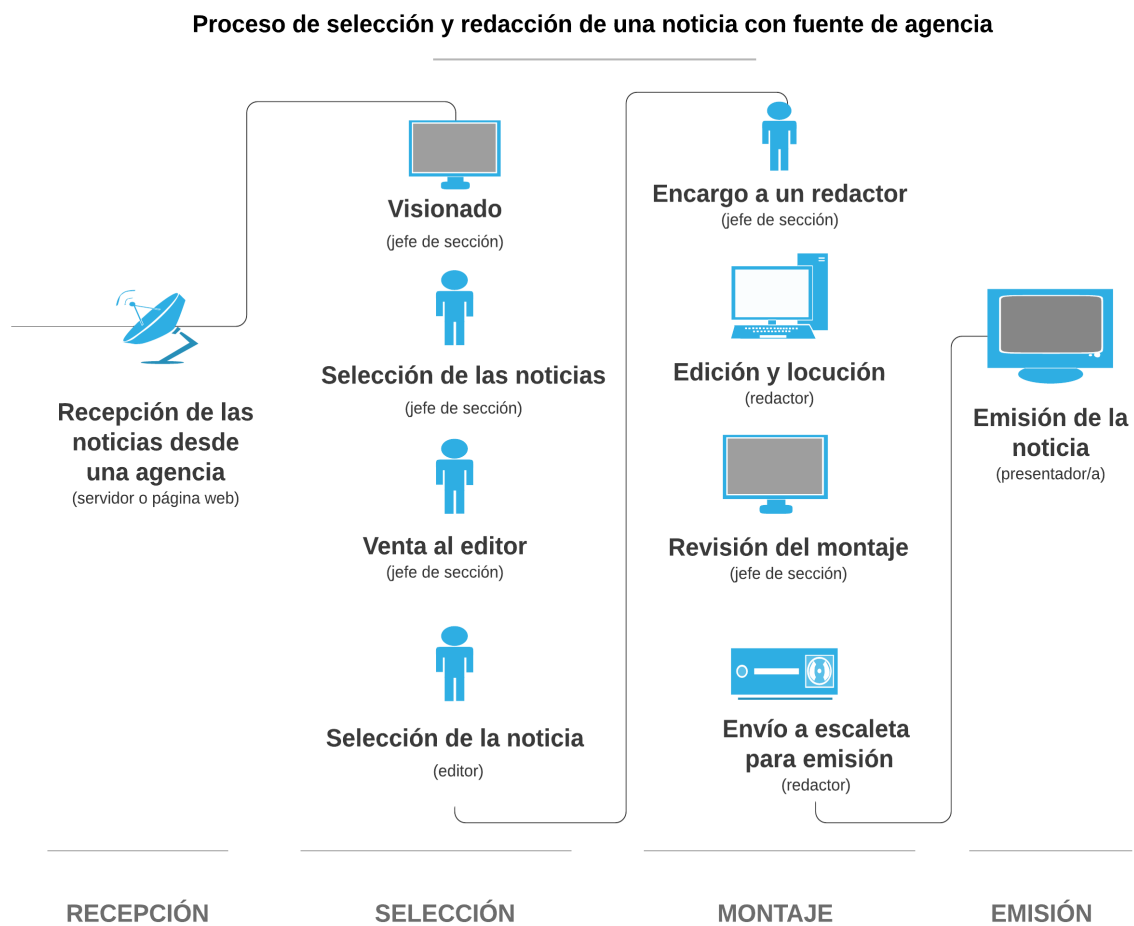 Proceso de selección y redacción de una noticia con fuente de agencia
Recepción de las
noticias desde
una agencia
(servidor o página web)
Visionado
(jefe de sección)
Selección de las noticias
(jefe de sección)
Venta al editor
(jefe de sección)
Selección de la noticia
(editor)
Encargo a un redactor
(jefe de sección)
Edición y locución
(redactor)
Revisión del montaje
(jefe de sección)
Envío a escaleta
para emisión
(redactor)
Emisión de la
noticia
(presentador/a)
RECEPCIÓN
SELECCIÓN
MONTAJE
EMISIÓN